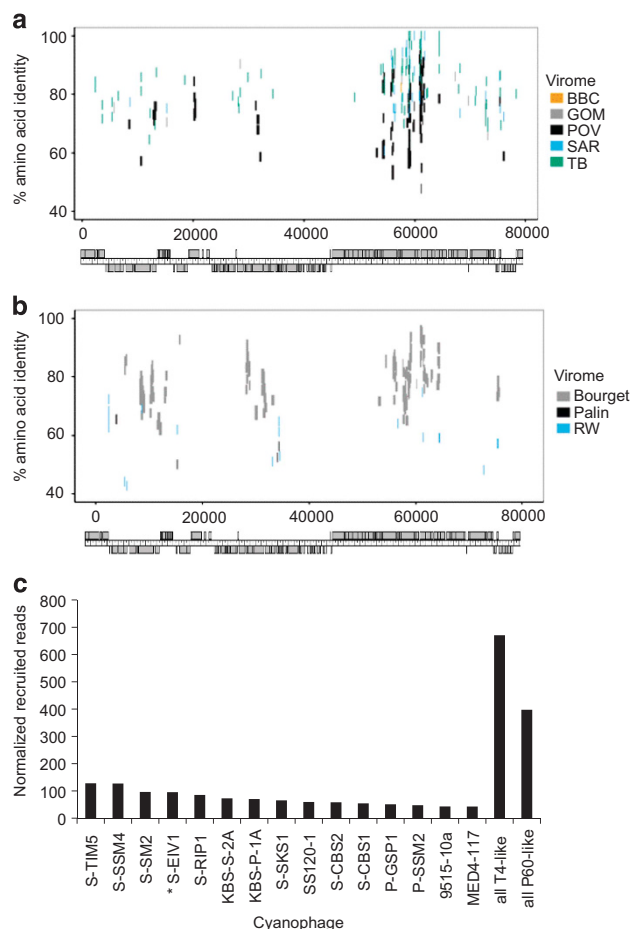 a
% amino acid identity
100
80
60
40
0 20000 40000 60000 80000
Virome
BBC
GOM
POV
SAR
TB
b
% amino acid identity
100
80
60
40
0 20000 40000 60000 80000
Virome
Bourget
Palin
RW
c
Normalized recruited reads
800
700
600
500
400
300
200
100
0
S-TIM5
S-SSM4
S-SM2
* S-EIV1
S-RIP1
KBS-S-2A
KBS-P-1A
S-SKS1
SS120-1
S-CBS2
S-CBS1
P-GSP1
P-SSM2
9515-10a
MED4-117
all T4-like
all P60-like
Cyanophage